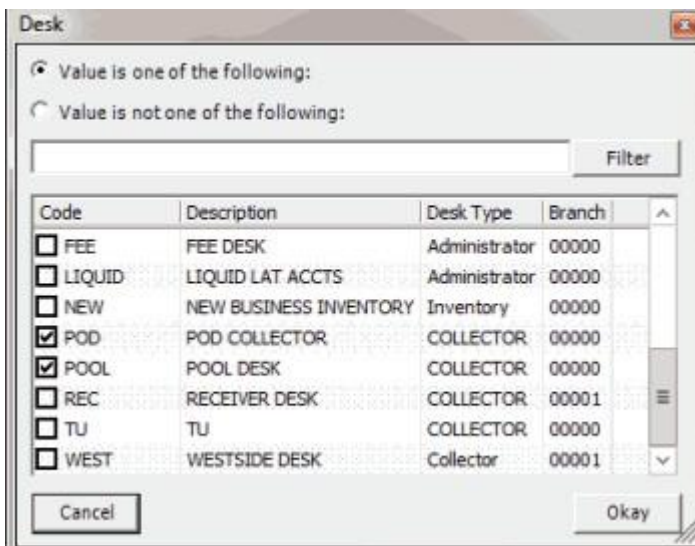 Desk
Value is one of the following:
Value is not one of the following:
Filter
Code Description Desk Type Branch
FEE FEE DESK Administrator 00000
LIQUID LIQUID LAT ACCTS Administrator 00000
NEW NEW BUSINESS INVENTORY Inventory 00000
POD POD COLLECTOR COLLECTOR 00000
POOL POOL DESK COLLECTOR 00000
REC RECEIVER DESK COLLECTOR 00001
TU TU COLLECTOR 00000
WEST WESTSIDE DESK Collector 00001
Cancel Okay